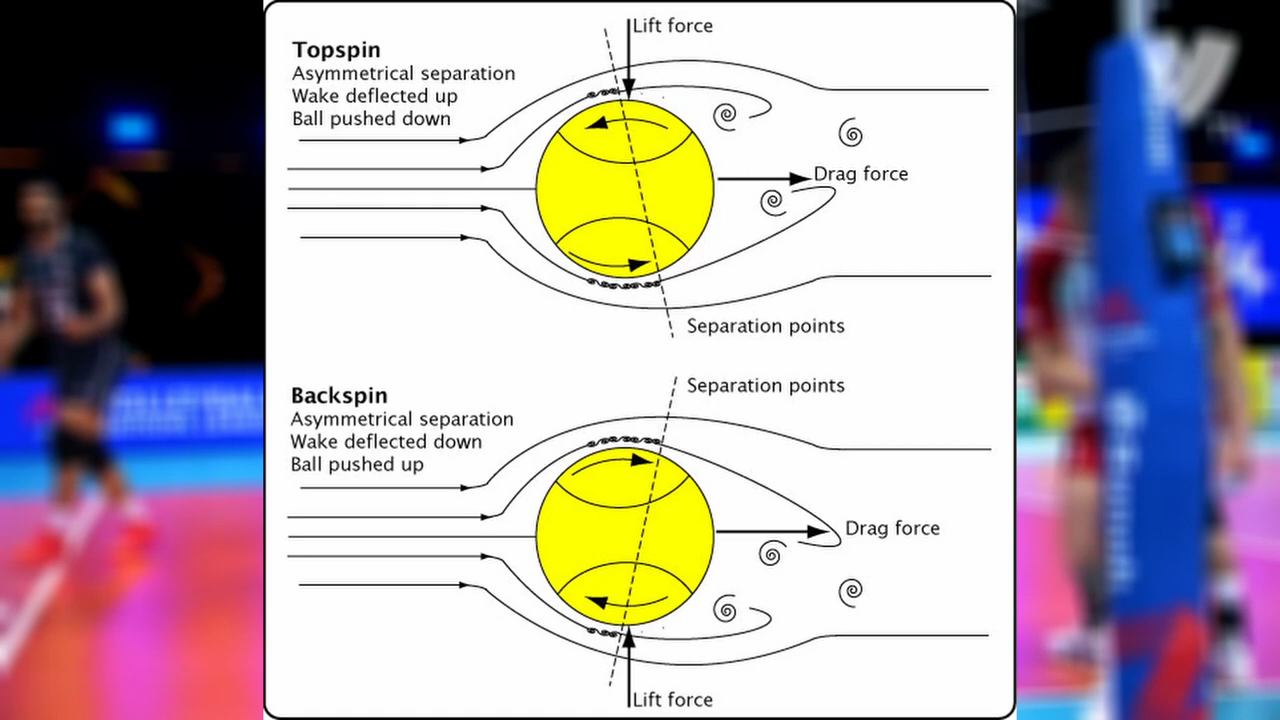 Lift force
Topspin
Asymmetrical separation
Wake deflected up
Ball pushed down
Drag force
Separation points
Separation points
Backspin
Asymmetrical separation
Wake deflected down
Ball pushed up
Drag force
Lift force